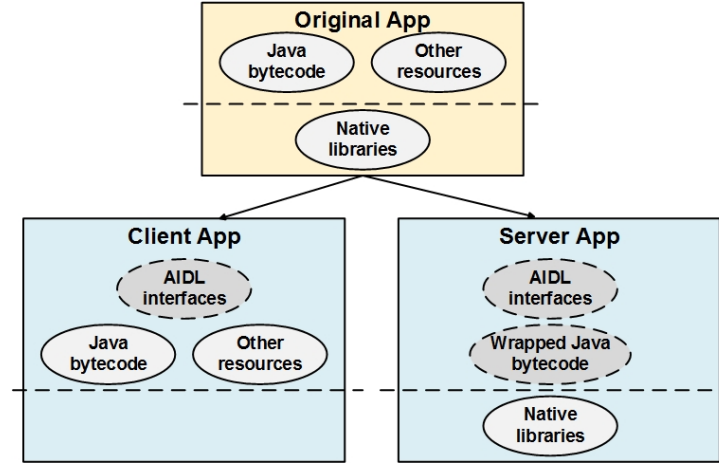 Original App
Java
bytecode
Other
resources
Native
libraries
Client App
AIDL
interfaces
Java
bytecode
Other
resources
Server App
AIDL
interfaces
Wrapped Java
bytecode
Native
libraries